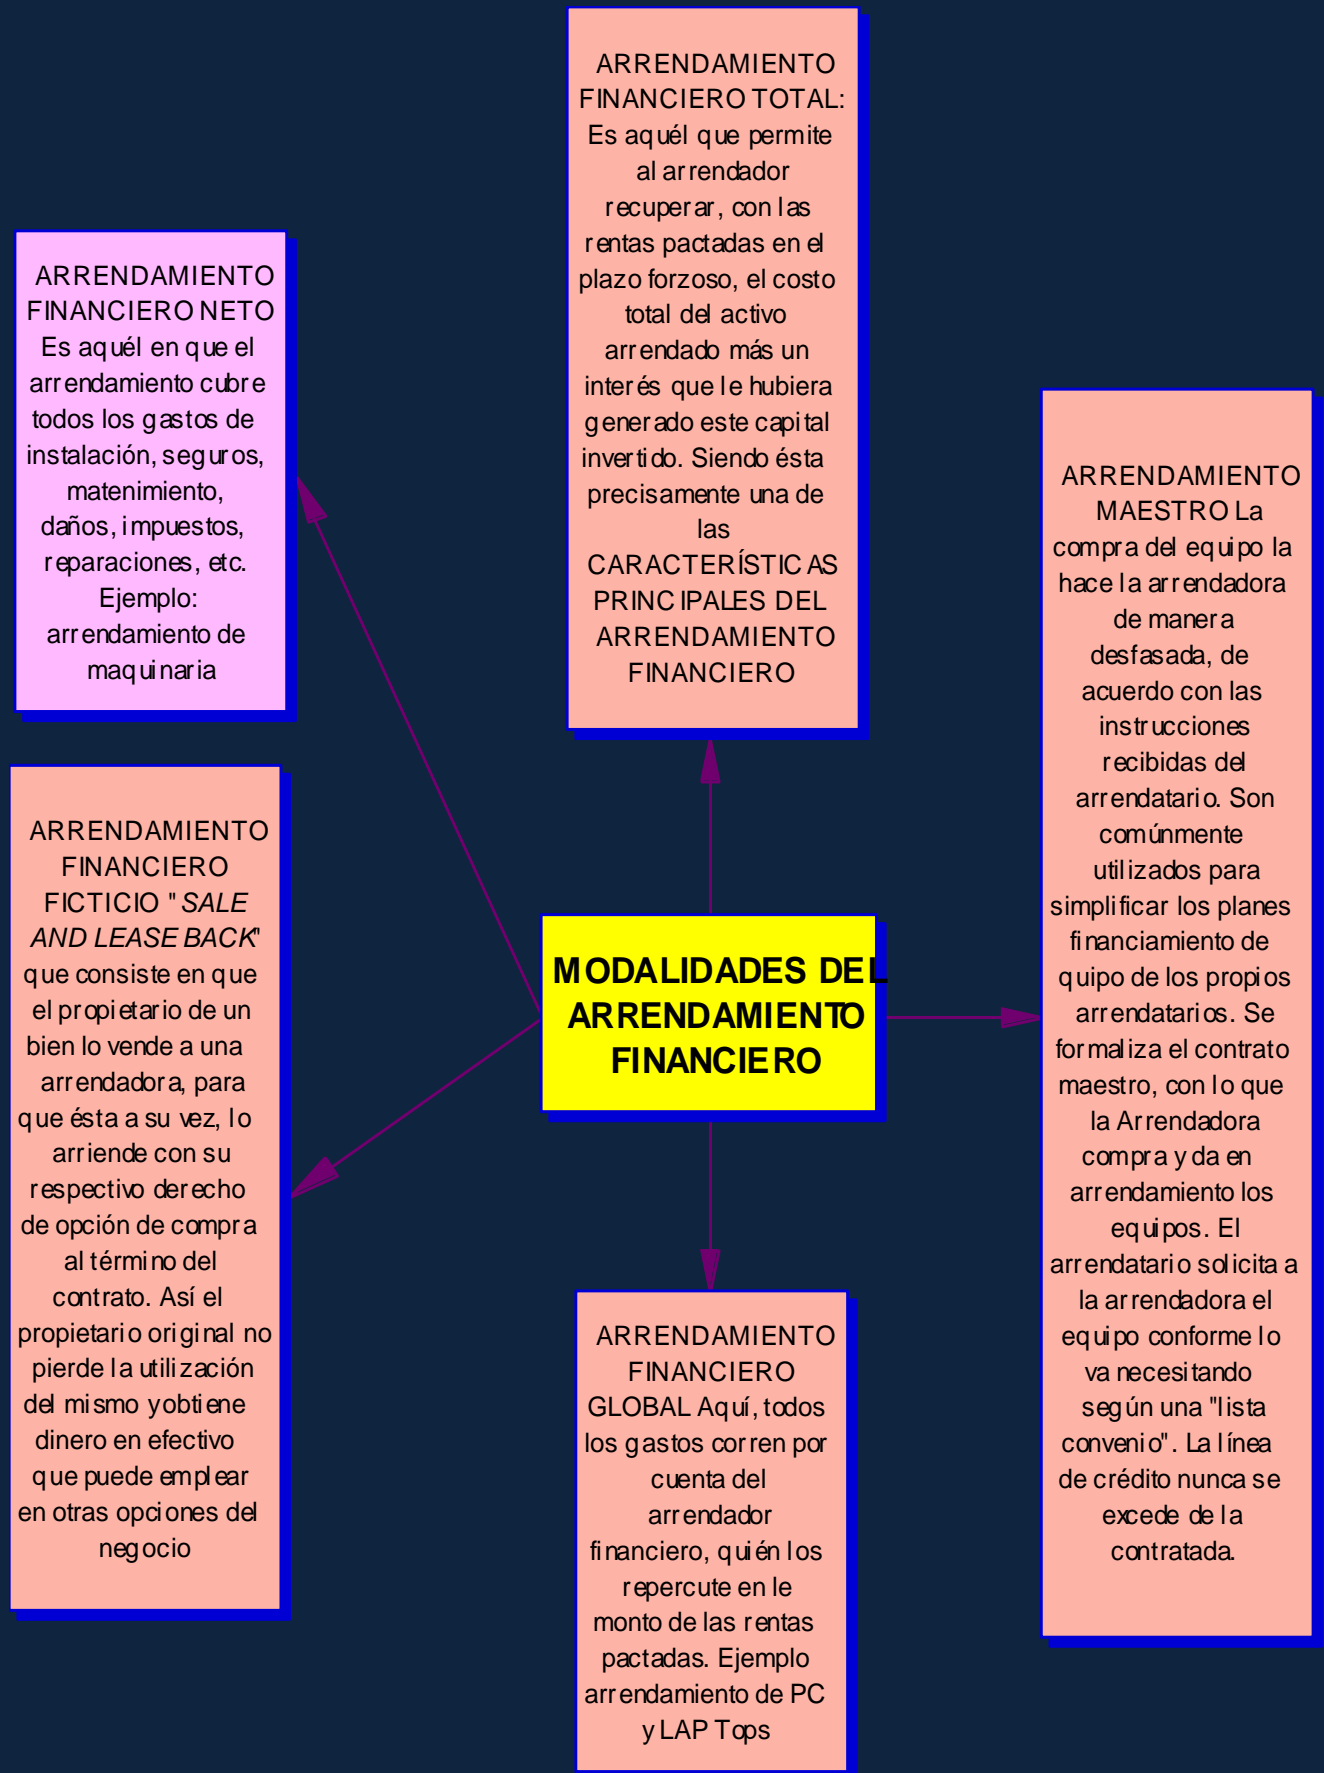 ARRENDAMIENTO
FINANCIERO TOTAL:
Es aquél que permite
al arrendador
recuperar, con las
rentas pactadas en el
plazo forzoso, el costo
total del activo
arrendado más un
interés que le hubiera
generado este capital
invertido. Siendo ésta
precisamente una de
las
CARACTERÍSTICAS
PRINCIPALES DEL
ARRENDAMIENTO
FINANCIERO
ARRENDAMIENTO
FINANCIERO NETO
Es aquél en que el
arrendamiento cubre
todos los gastos de
instalación, seguros,
matenimiento,
daños, impuestos,
reparaciones, etc.
Ejemplo:
arrendamiento de
maquinaria
ARRENDAMIENTO
MAESTRO La
compra del equipo la
hace la arrendadora
de manera
desfasada, de
acuerdo con las
instrucciones
recibidas del
arrendatario. Son
comúnmente
utilizados para
simplificar los planes
financiamiento de
quipo de los propios
arrendatarios. Se
formaliza el contrato
maestro, con lo que
la Arrendadora
compra y da en
arrendamiento los
equipos. El
arrendatario solicita a
la arrendadora el
equipo conforme lo
va necesitando
según una "lista
convenio". La línea
de crédito nunca se
excede de la
contratada.
ARRENDAMIENTO
FINANCIERO
FICTICIO "SALE
AND LEASE BACK"
que consiste en que
el propietario de un
bien lo vende a una
arrendadora, para
que ésta a su vez, lo
arriende con su
respectivo derecho
de opción de compra
al término del
contrato. Así el
propietario original no
pierde la utilización
del mismo y obtiene
dinero en efectivo
que puede emplear
en otras opciones del
negocio
MODALIDADES DEL
ARRENDAMIENTO
FINANCIERO
ARRENDAMIENTO
FINANCIERO
GLOBAL Aquí, todos
los gastos corren por
cuenta del
arrendador
financiero, quién los
repercute en le
monto de las rentas
pactadas. Ejemplo
arrendamiento de PC
y LAP Tops